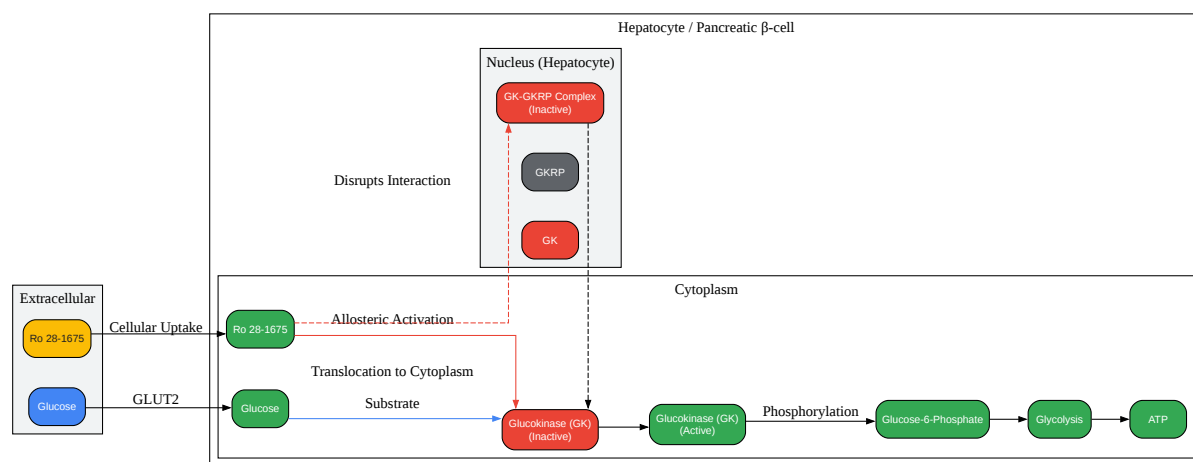 Hepatocyte / Pancreatic β-cell
Nucleus (Hepatocyte)
GK-GKRP Complex
(Inactive)
GKRP
Disrupts Interaction
GK
Extracellular
Cytoplasm
Ro 28-1675
Cellular Uptake
Ro 28-1675
Allosteric Activation
Translocation to Cytoplasm
Glucose
GLUT2
Glucose
Substrate
Glucokinase (GK)
(Inactive)
Glucokinase (GK)
(Active)
Phosphorylation
Glucose-6-Phosphate
Glycolysis
ATP